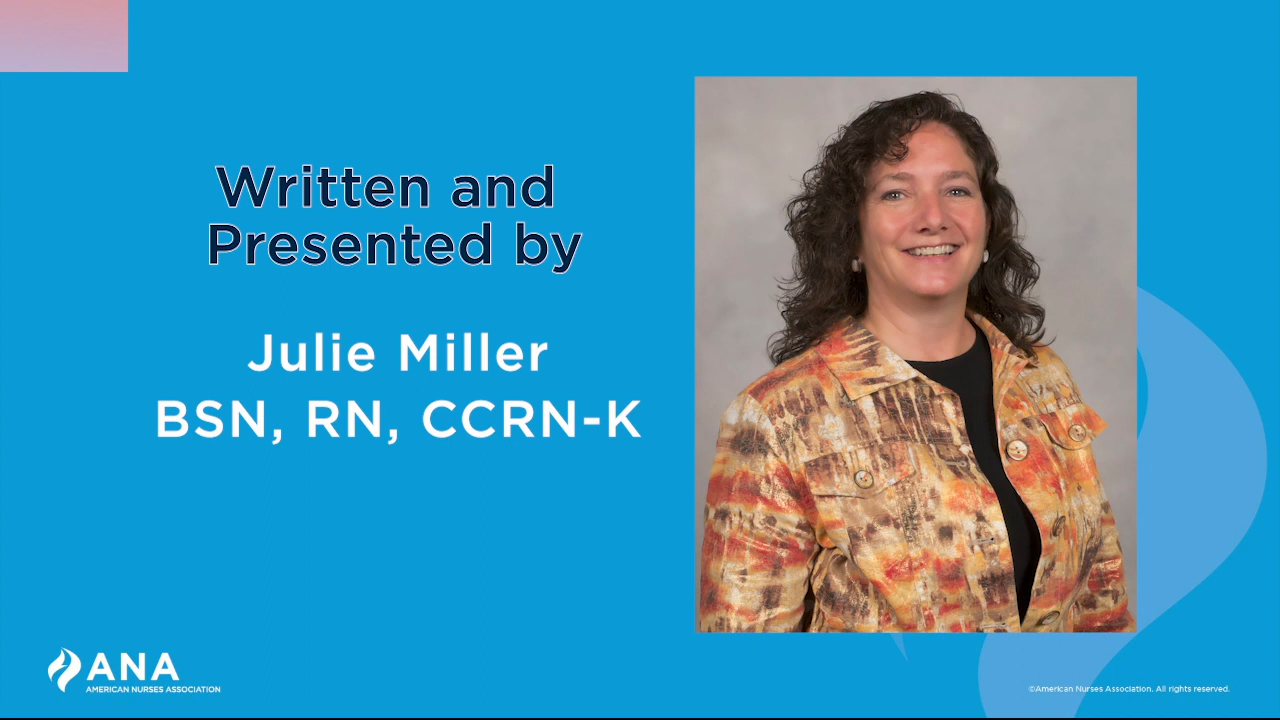 Written and
Presented by
Julie Miller
BSN, RN, CCRN-K
ANA
AMERICAN NURSES ASSOCIATION
©American Nurses Association. All rights reserved.